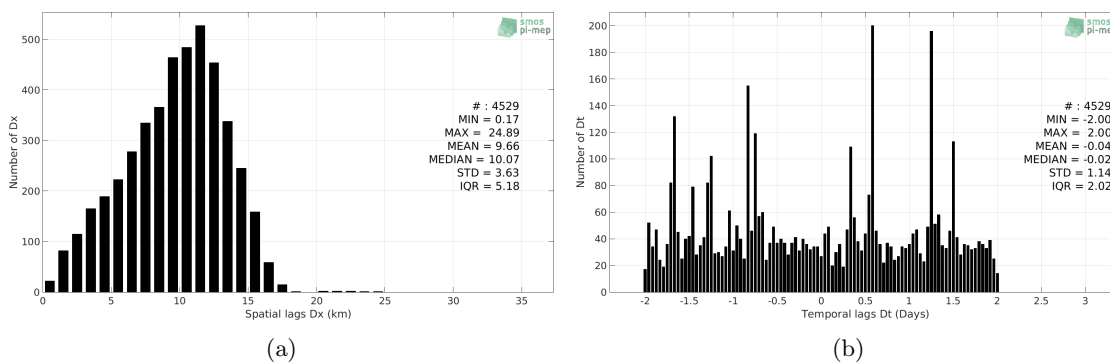 smos
pi-mep
500
400
300
200
100
0
Number of Dx
# : 4529
MIN = 0.17
MAX = 24.89
MEAN = 9.66
MEDIAN = 10.07
STD = 3.63
IQR = 5.18
0 5 10 15 20 25 30 35
Spatial lags Dx (km)
(a)
smos
pi-me
200
180
160
140
120
100
80
60
40
20
0
Number of Dt
# : 4529
MIN = -2.00
MAX = 2.00
MEAN = -0.04
MEDIAN = -0.02
STD = 1.14
IQR = 2.02
-2 -1.5 -1 -0.5 0 0.5 1 1.5 2 2.5 3
Temporal lags Dt (Days)
(b)